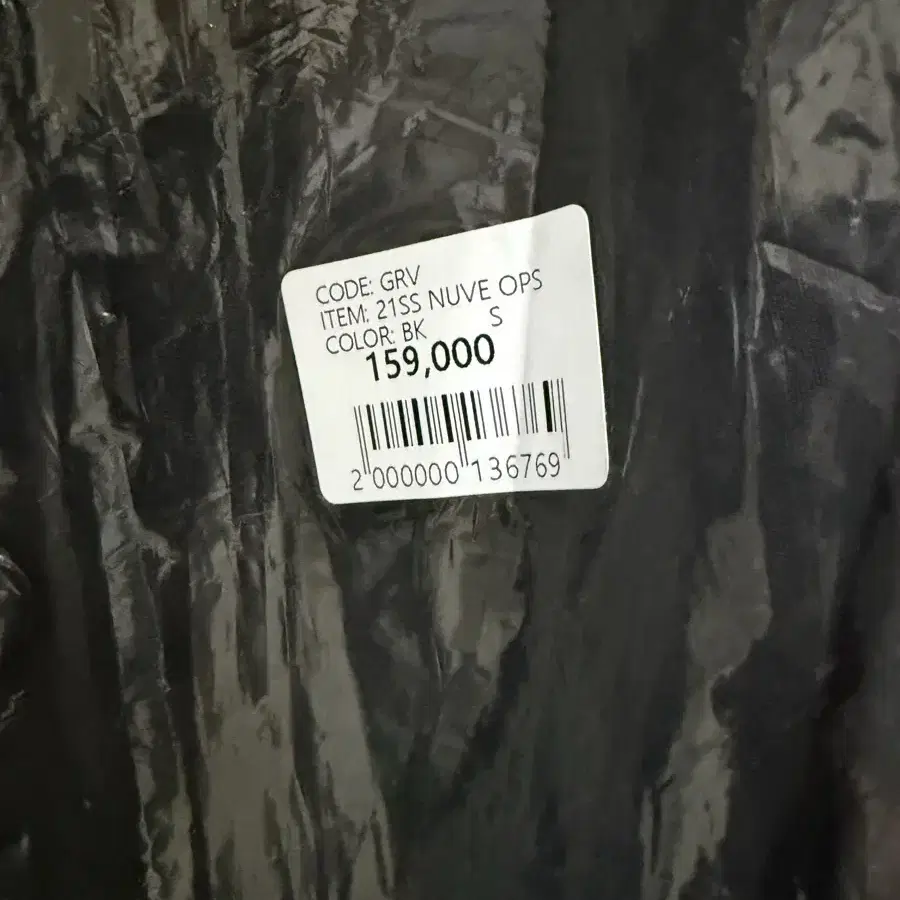 CODE: GRV
ITEM: 21SS NUVE OPS
COLOR: BK S
159,000
2 000000 136769